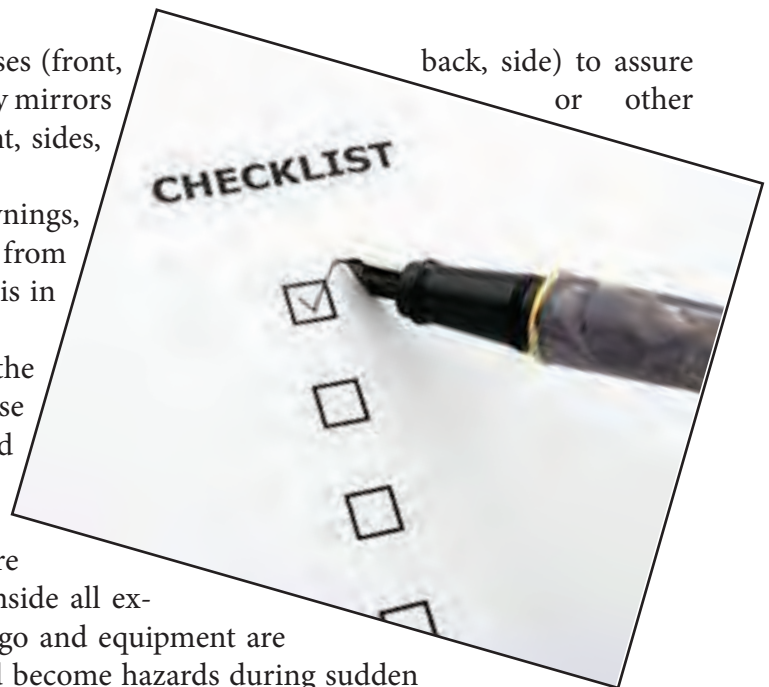 ses (front, back, side) to assure
y mirrors or other
nt, sides,
CHECKLIST
nings,
from
is in
the
se
d
re
nside all ex-
go and equipment are
d become hazards during sudden